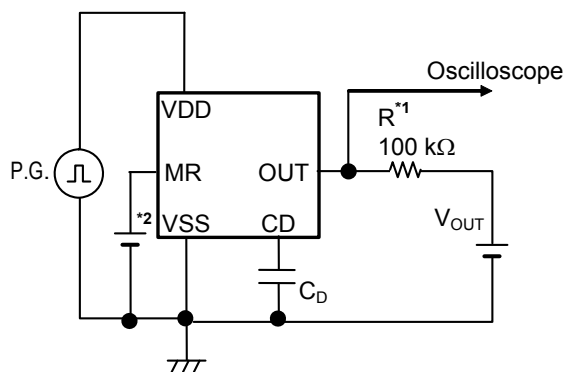 Oscilloscope
VDD
R*1
100 kΩ
P.G.
MR
OUT
*2
VSS
CD
VOUT
CD